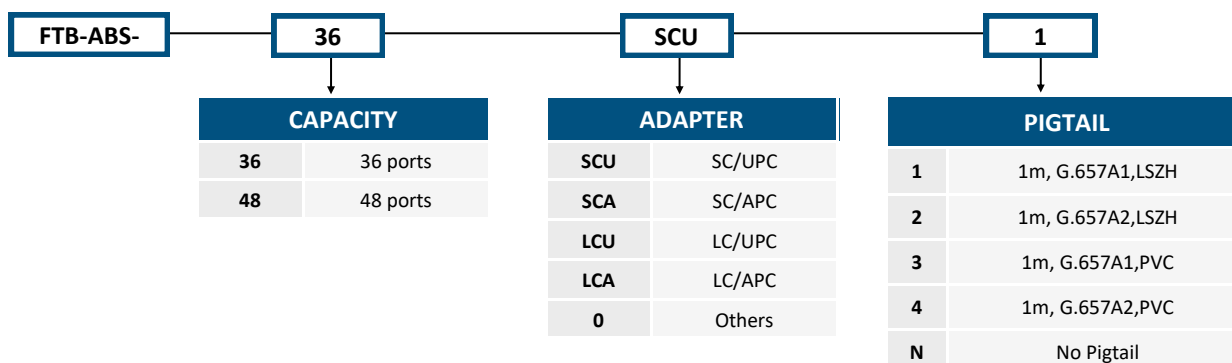 FTB-ABS- 36 SCU 1
CAPACITY
36 36 ports
48 48 ports
ADAPTER
SCU SC/UPC
SCA SC/APC
LCU LC/UPC
LCA LC/APC
0 Others
PIGTAIL
1 1m, G.657A1,LSZH
2 1m, G.657A2,LSZH
3 1m, G.657A1,PVC
4 1m, G.657A2,PVC
N No Pigtail